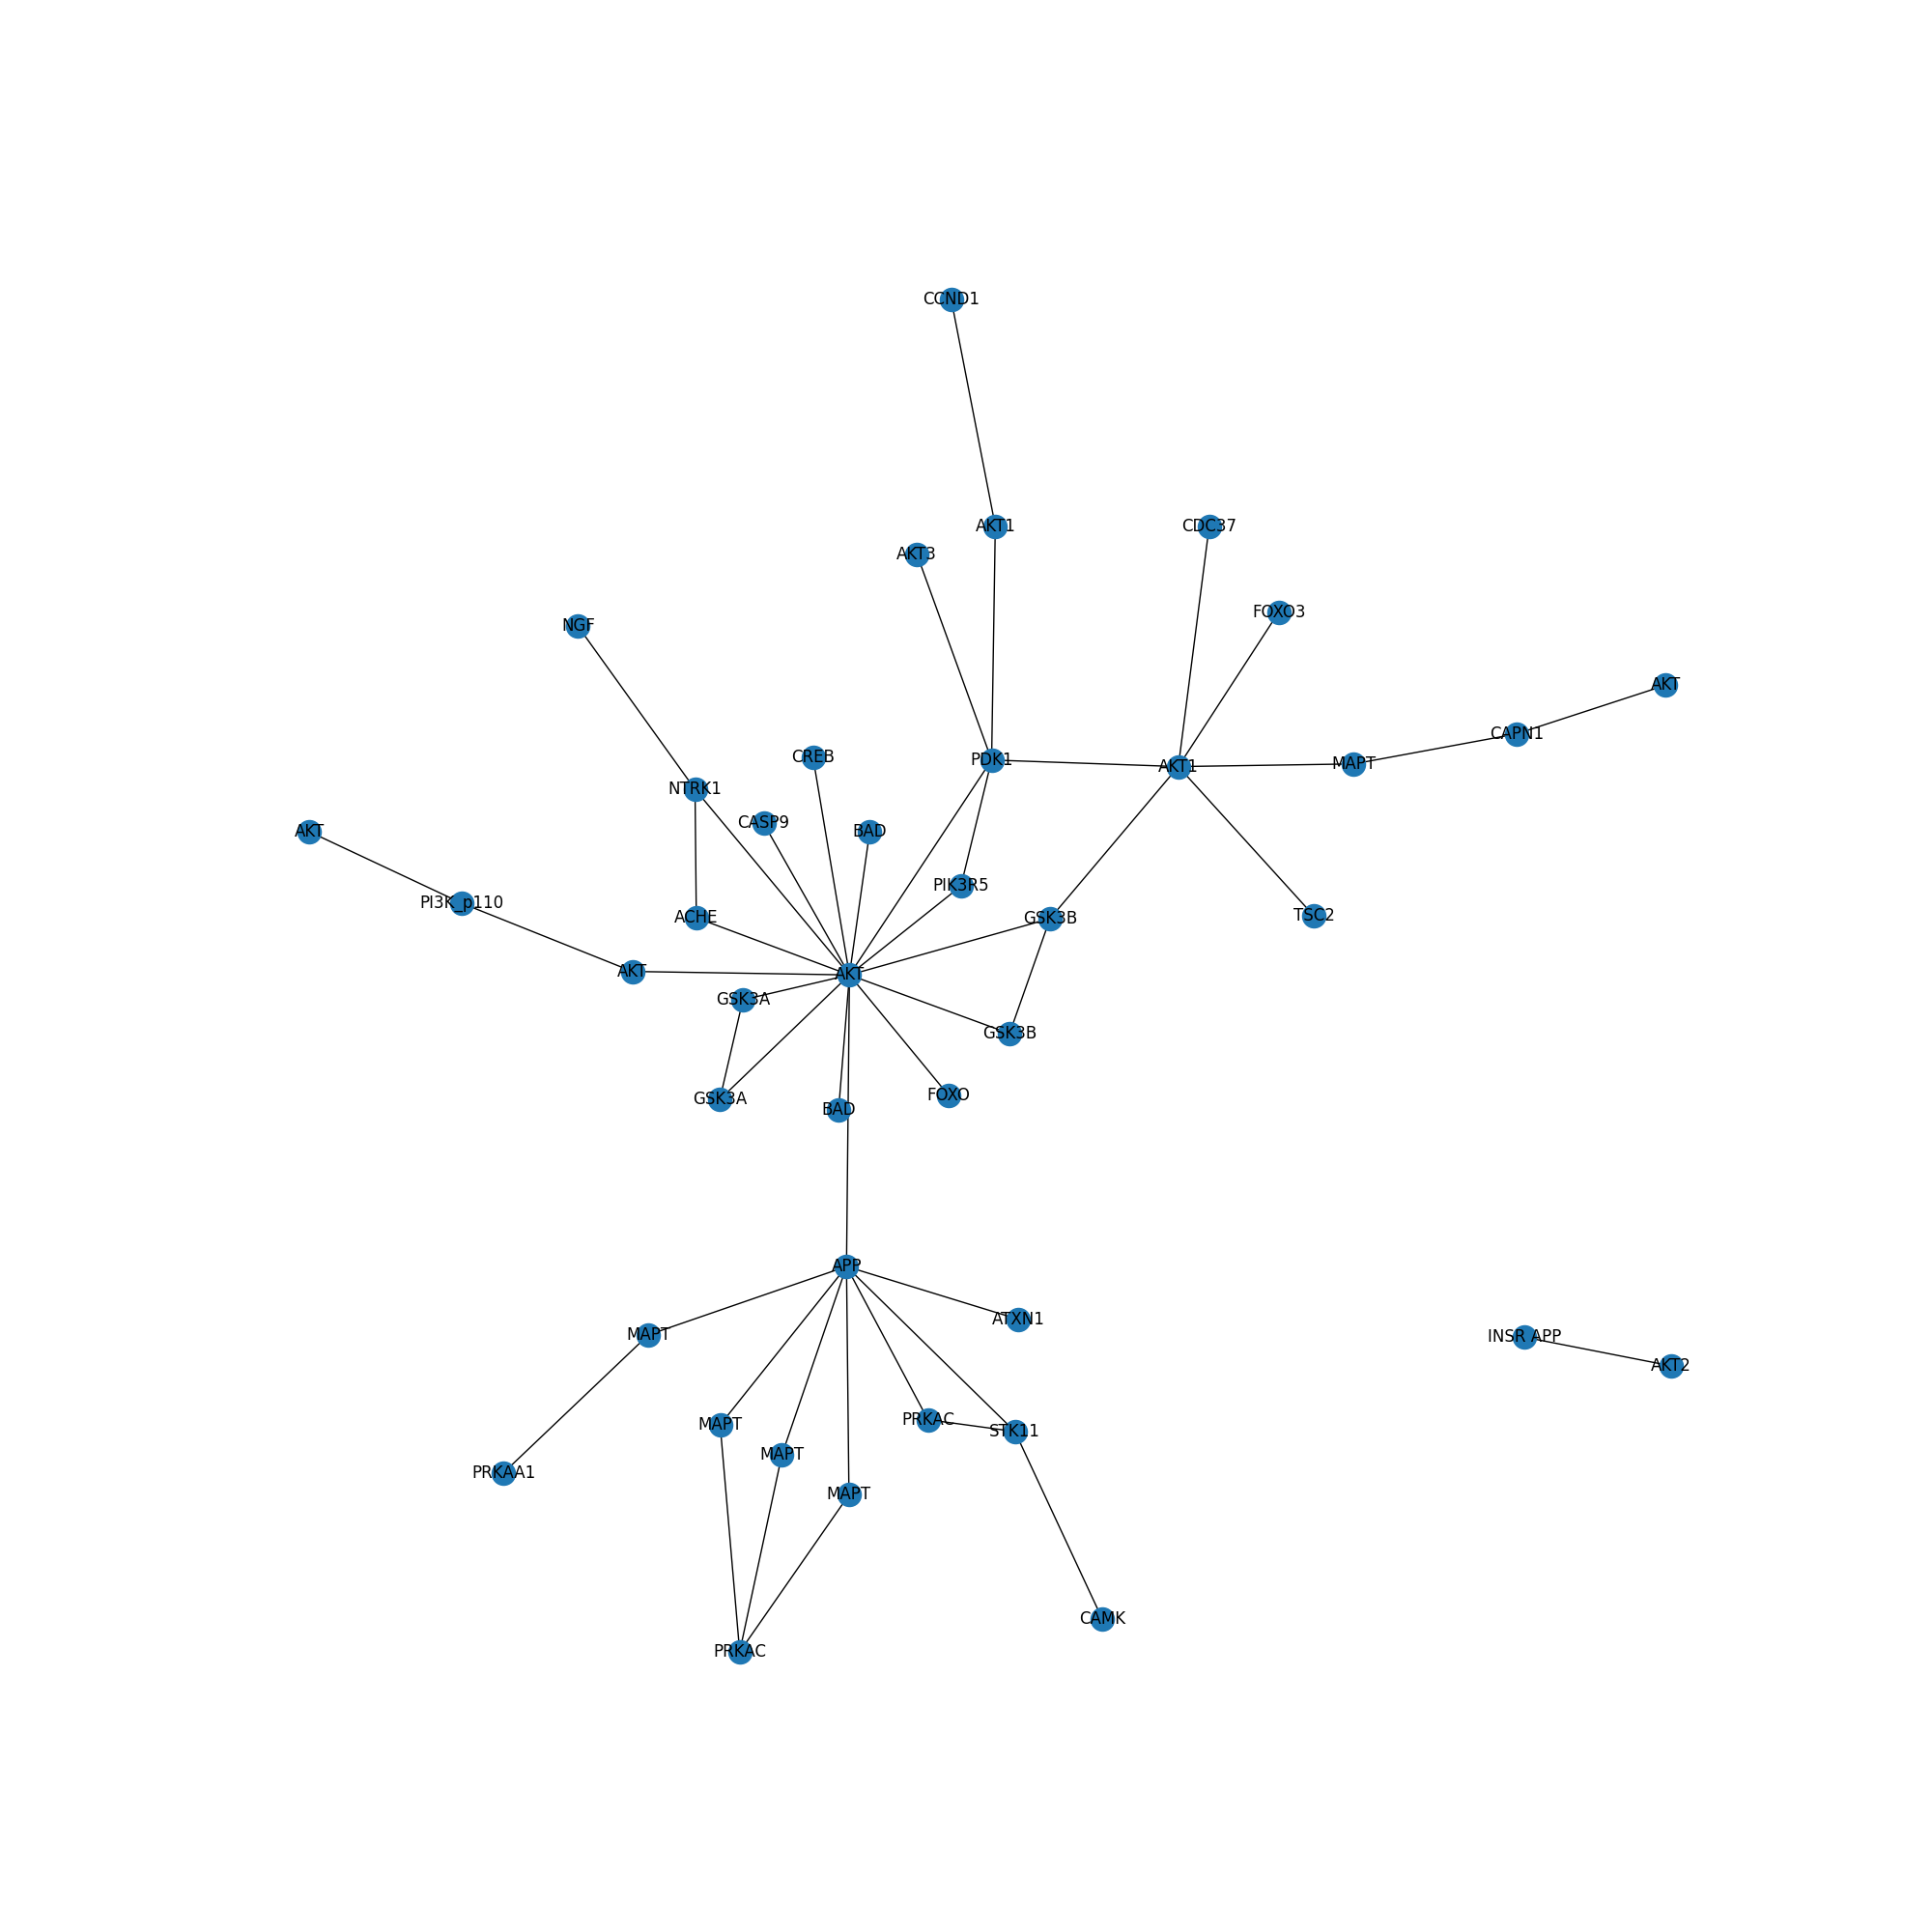 CCND1
AKT1
CDC37
AKT3
FOXO3
NGF
AKT
CAPN1
CREB
PDK1
AKT1
MAPT
NTRK1
CASP9
BAD
AKT
PIK3R5
PI3K_p110
ACHE
GSK3B
TSC2
AKT
AKT
GSK3A
GSK3B
GSK3A
BAD
FOXO
APP
ATXN1
MAPT
INSR APP
AKT2
MAPT
PRKAC
STK11
MAPT
PRKAA1
MAPT
CAMK
PRKAC